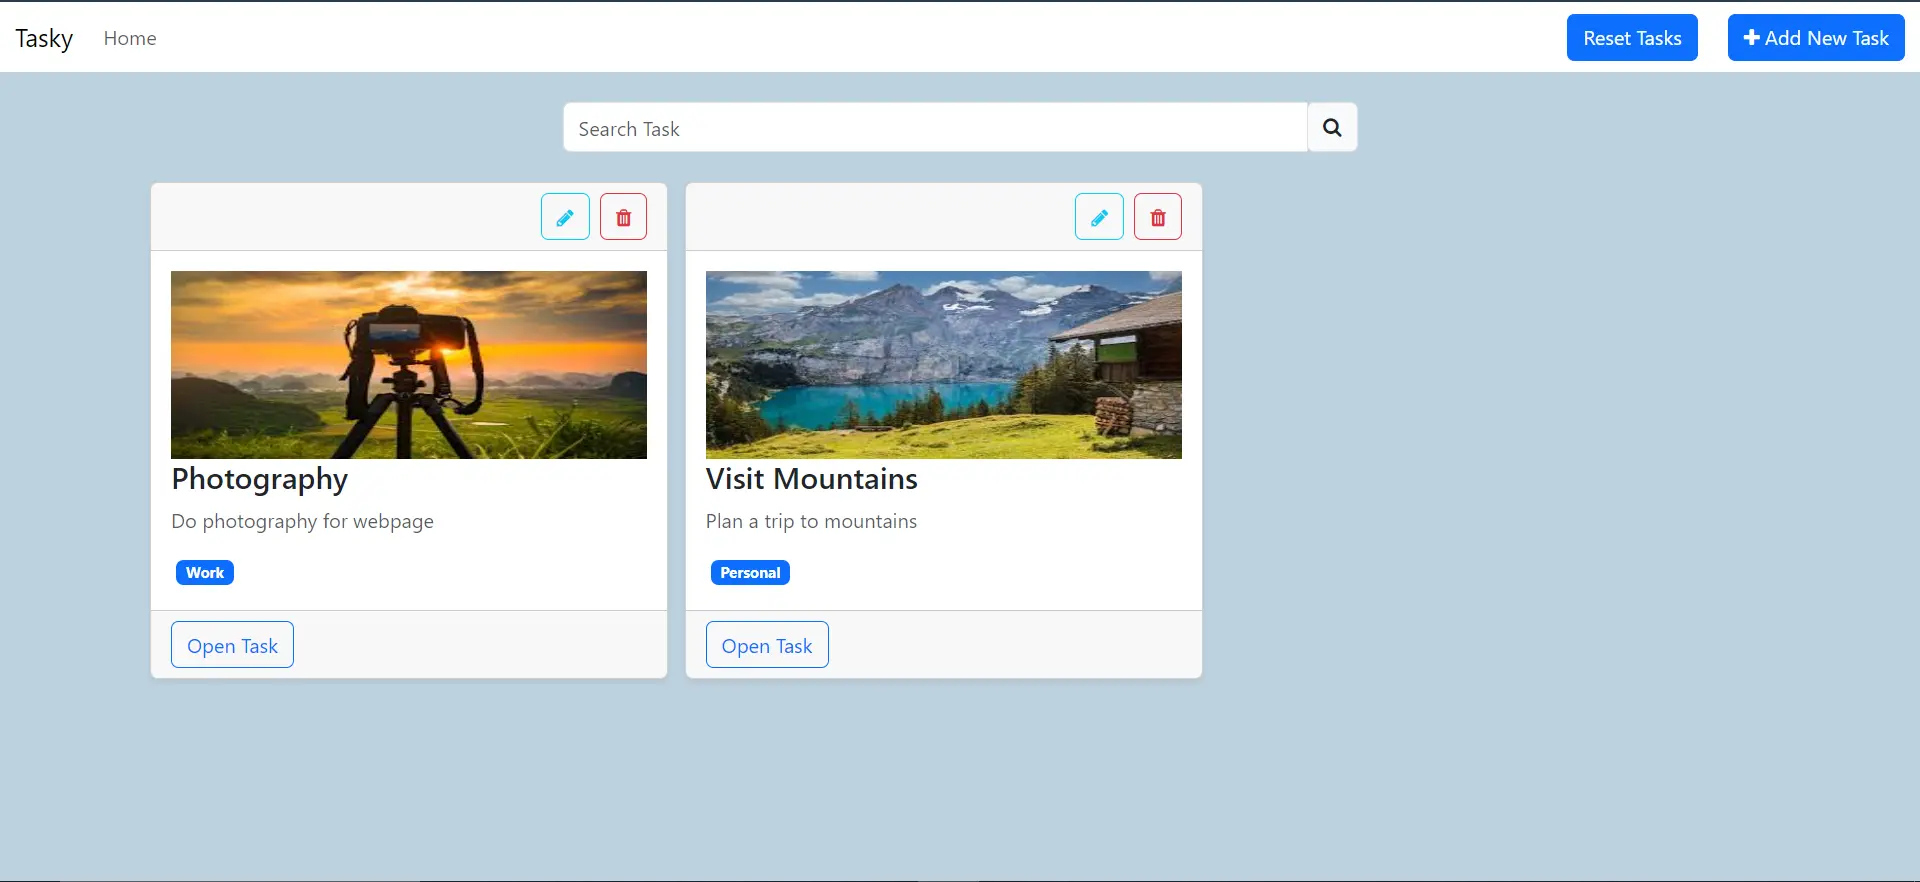 Tasky Home Reset Tasks Add New Task
Search Task
Photography
Do photography for webpage
Work
Open Task
Visit Mountains
Plan a trip to mountains
Personal
Open Task